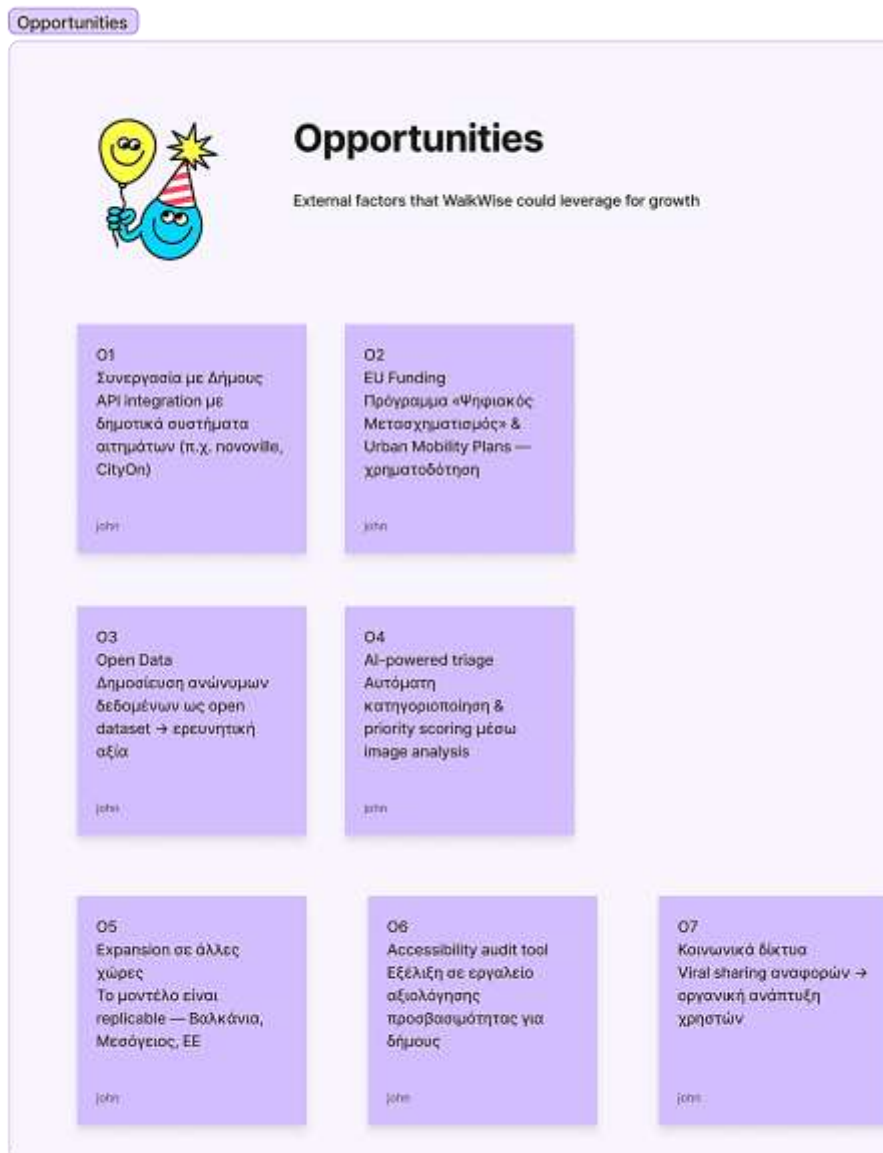 Opportunities
Opportunities
External factors that WalkWise could leverage for growth
O1
Συνεργασία με Δήμους
API integration με
δημοτικά συστήματα
αιτημάτων (π.χ. novoville,
CityOn)
john
O2
EU Funding
Πρόγραμμα «Ψηφιακός
Μετασχηματισμός» &
Urban Mobility Plans —
χρηματοδότηση
john
O3
Open Data
Δημοσίευση ανώνυμων
δεδομένων ως open
dataset → ερευνητική
αξία
john
O4
AI-powered triage
Αυτόματη
κατηγοριοποίηση &
priority scoring μέσω
image analysis
john
O5
Expansion σε άλλες
χώρες
Το μοντέλο είναι
replicable — Βαλκάνια,
Μεσόγειος, ΕΕ
john
O6
Accessibility audit tool
Εξέλιξη σε εργαλείο
αξιολόγησης
προσβασιμότητας για
δήμους
john
O7
Κοινωνικά δίκτυα
Viral sharing αναφορών →
οργανική ανάπτυξη
χρηστών
john